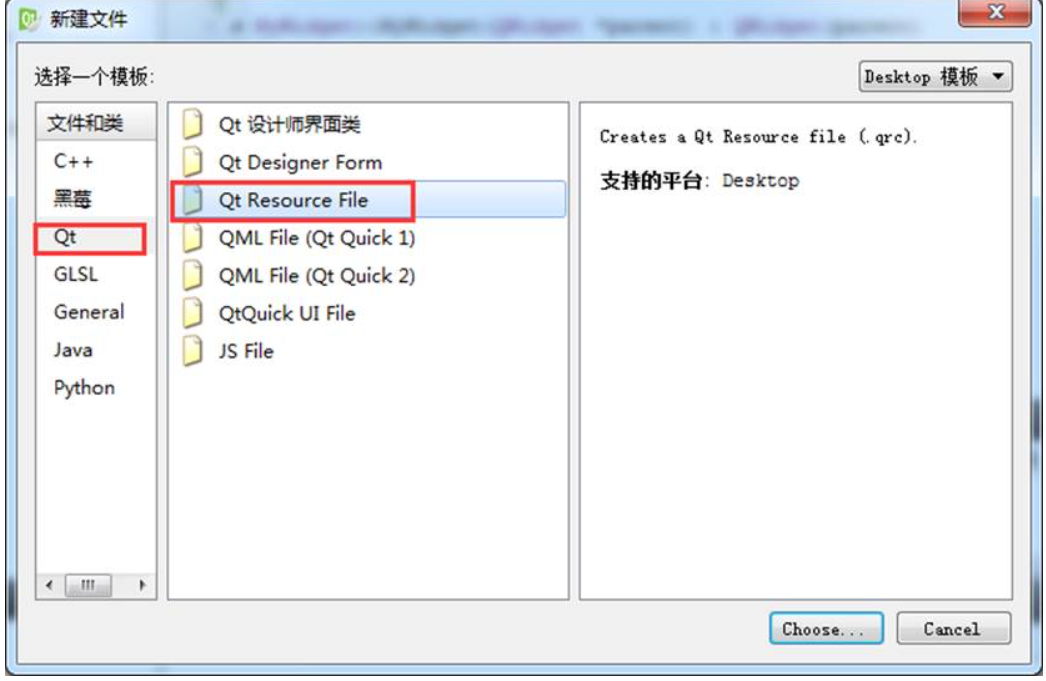 新建文件
选择一个模板:
Desktop 模板
文件和类
C++
黑莓
Qt
GLSL
General
Java
Python
Qt 设计师界面类
Qt Designer Form
Qt Resource File
QML File (Qt Quick 1)
QML File (Qt Quick 2)
QtQuick UI File
JS File
Creates a Qt Resource file (.qrc).
支持的平台: Desktop
Choose...
Cancel